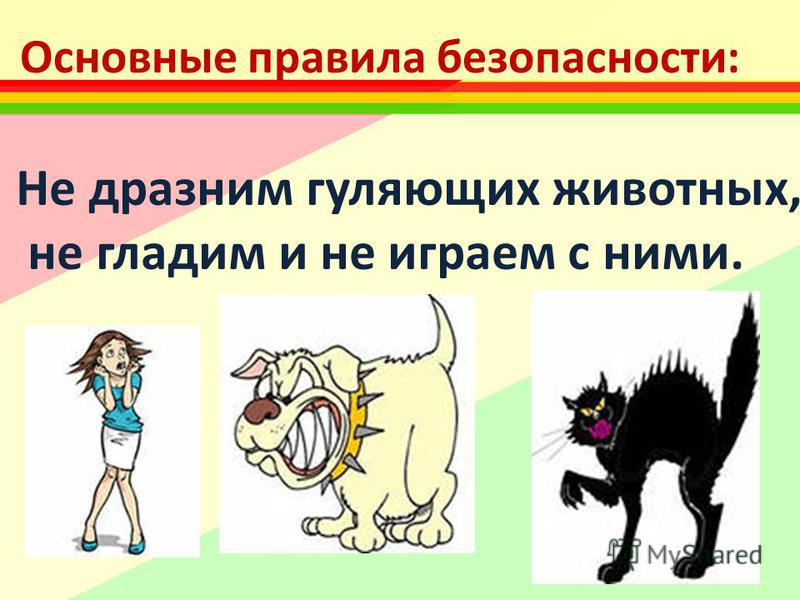 Основные правила безопасности:
Не дразним гуляющих животных,
не гладим и не играем с ними.
MyShared